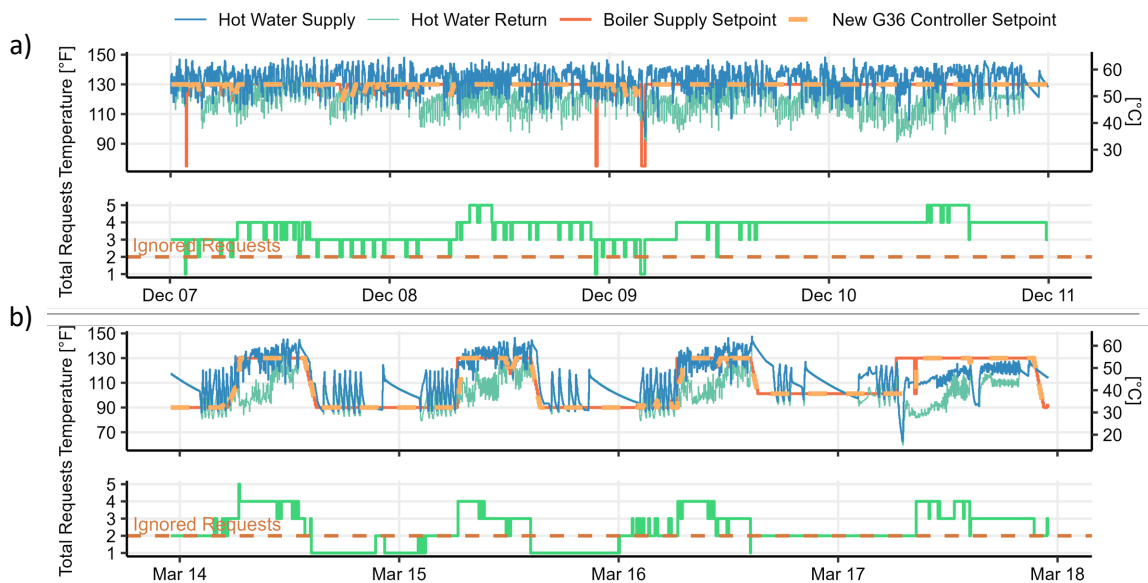 Hot Water Supply Hot Water Return Boiler Supply Setpoint New G36 Controller Setpoint
a)
150
130
110
90
Temperature [°F]
60
50
40
30
[°C]
5
4
3
2
1
Total Requests
Ignored Requests
Dec 07 Dec 08 Dec 09 Dec 10 Dec 11
b)
150
130
110
90
70
Temperature [°F]
60
50
40
30
20
[°C]
5
4
3
2
1
Total Requests
Ignored Requests
Mar 14 Mar 15 Mar 16 Mar 17 Mar 18